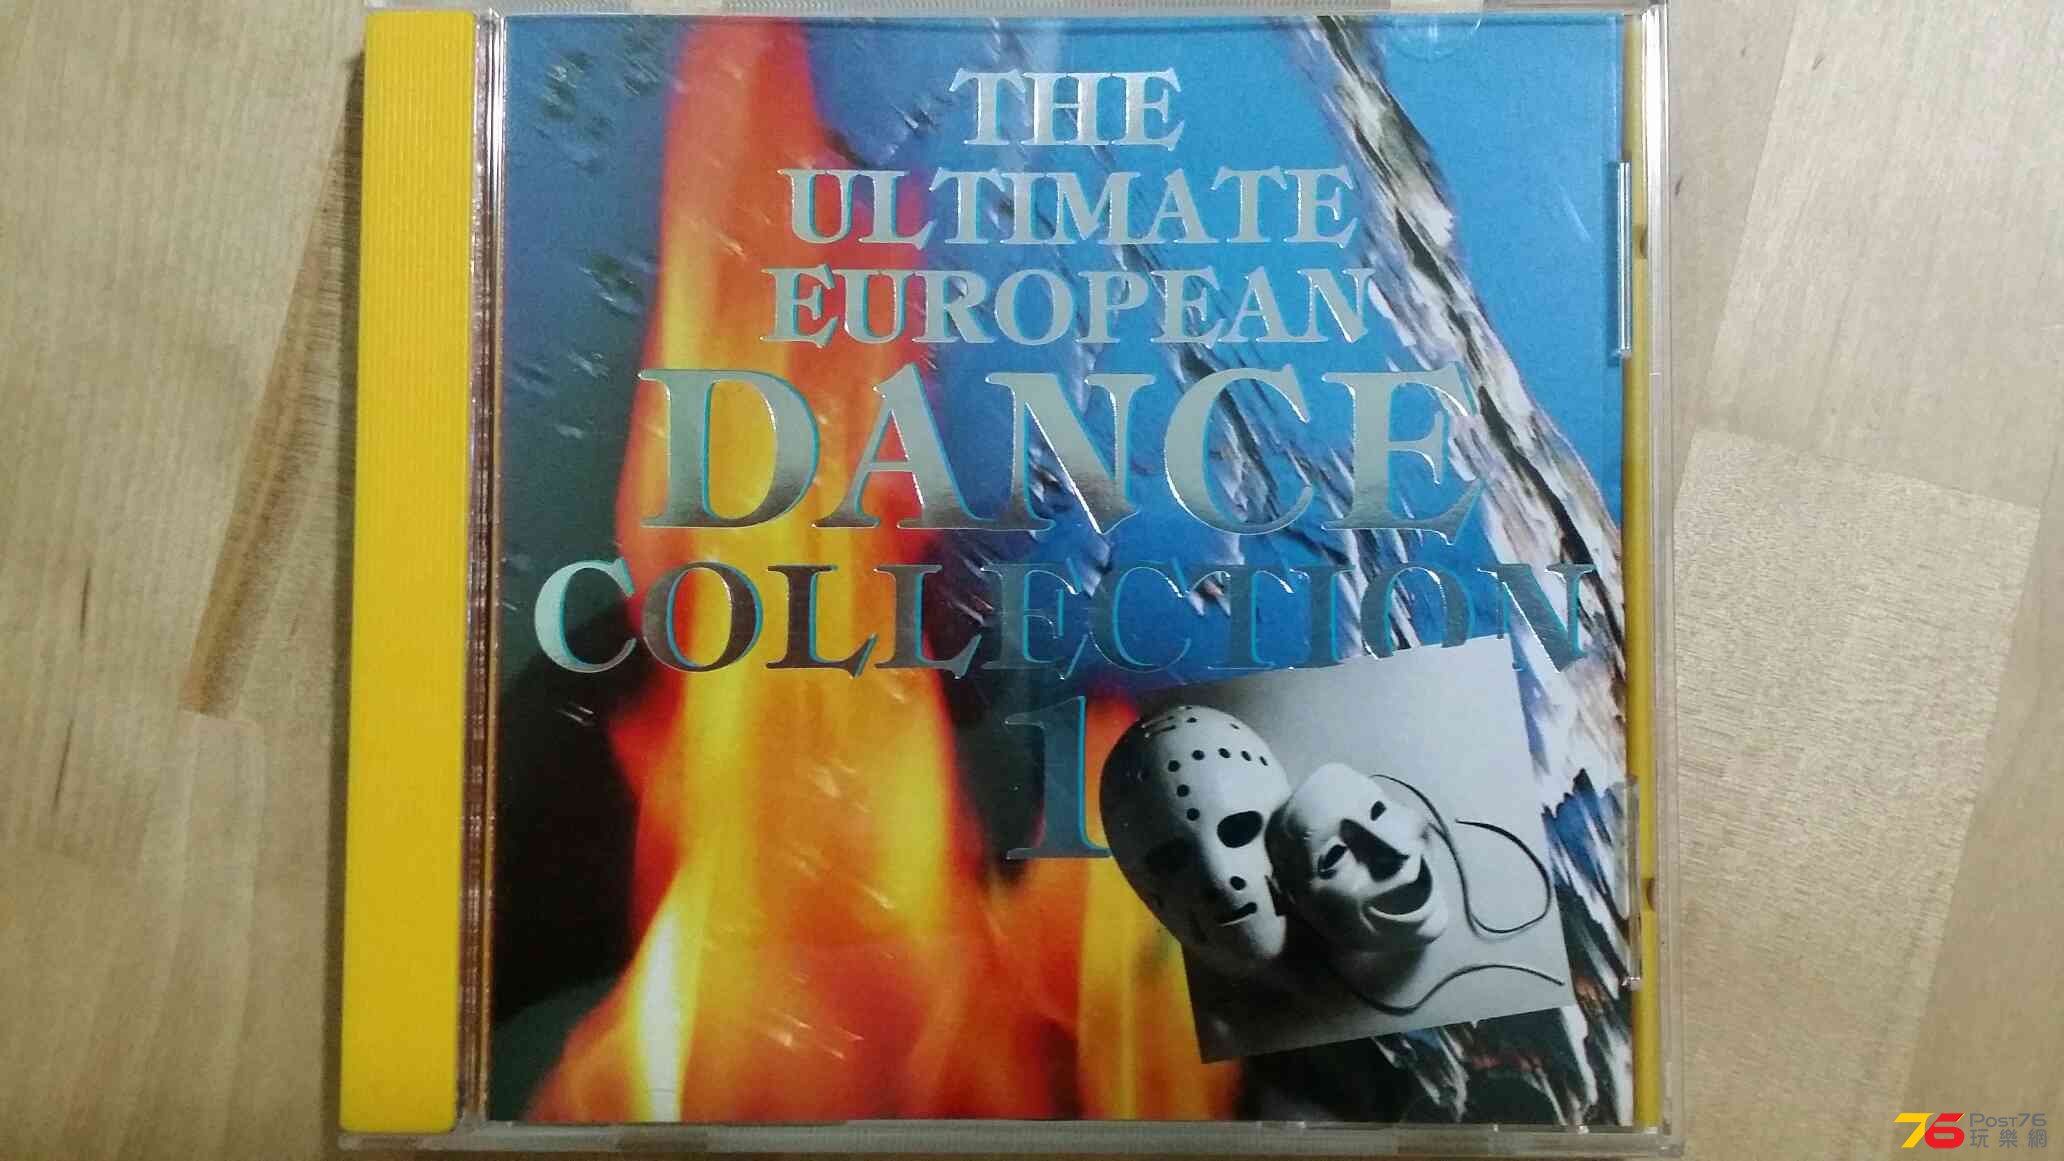 THE
ULTIMATE
EUROPEAN
DANCE
COLLECTION
1
76 POST76
玩樂網